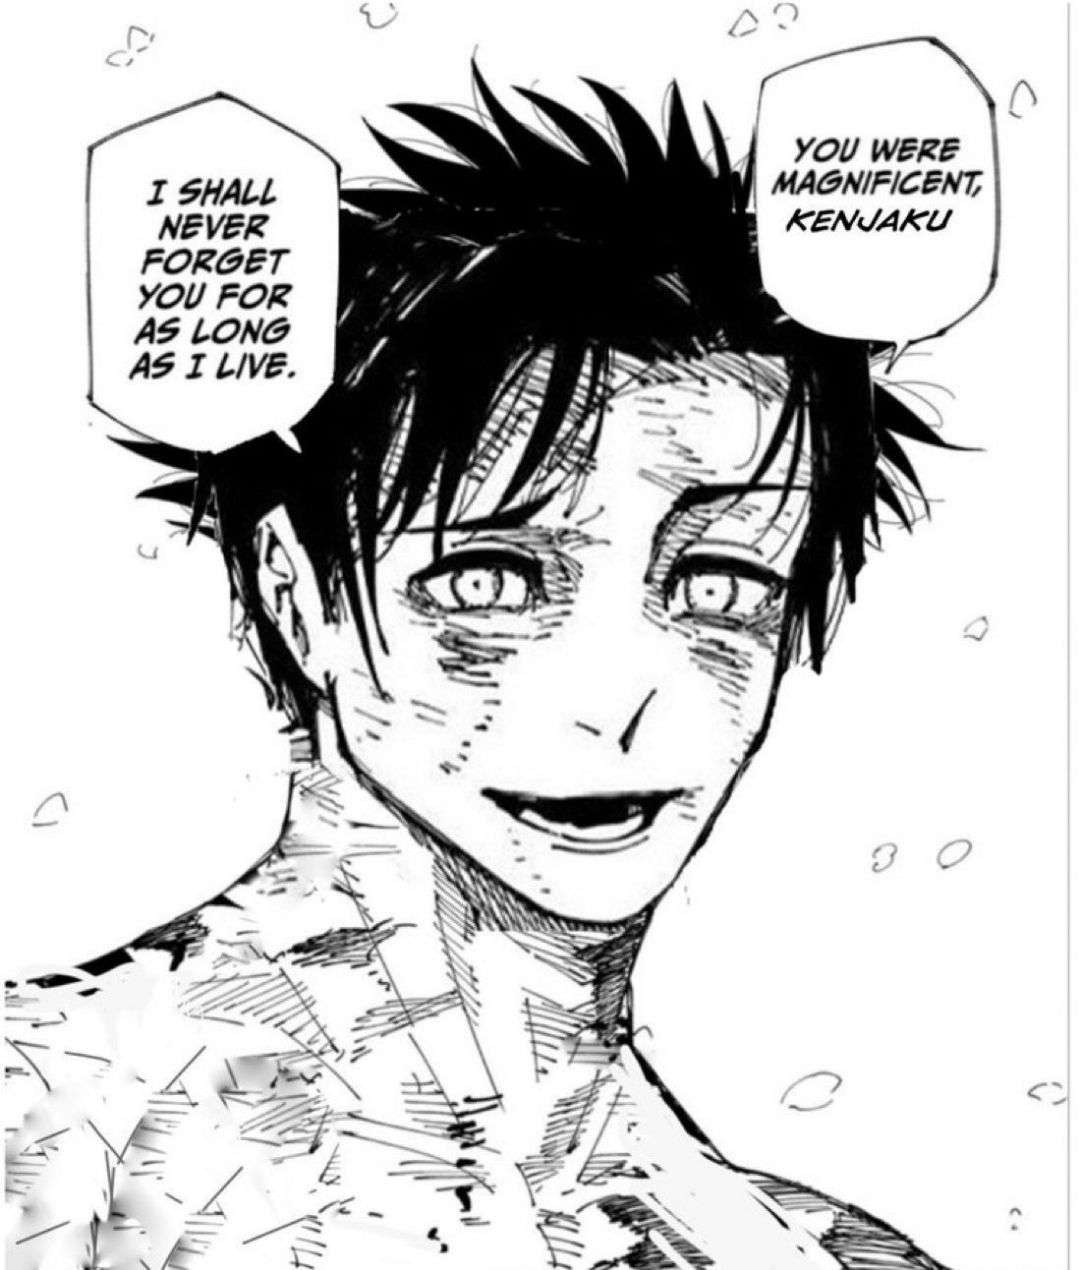 YOU WERE
MAGNIFICENT,
KENJAKU
I SHALL
NEVER
FORGET
YOU FOR
AS LONG
AS I LIVE.